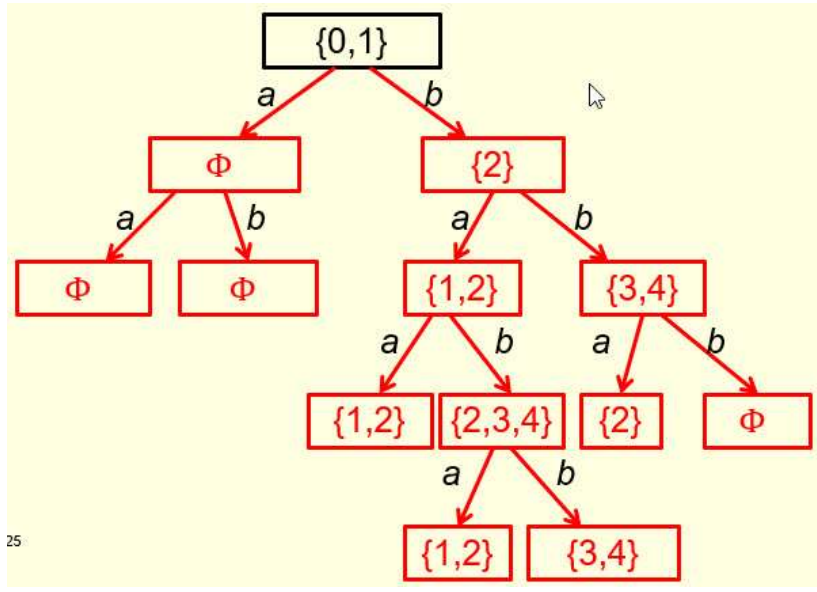 {0,1}
a b
Φ {2}
a b a b
Φ Φ {1,2} {3,4}
a b a b
{1,2} {2,3,4} {2} Φ
a b
25
{1,2} {3,4}